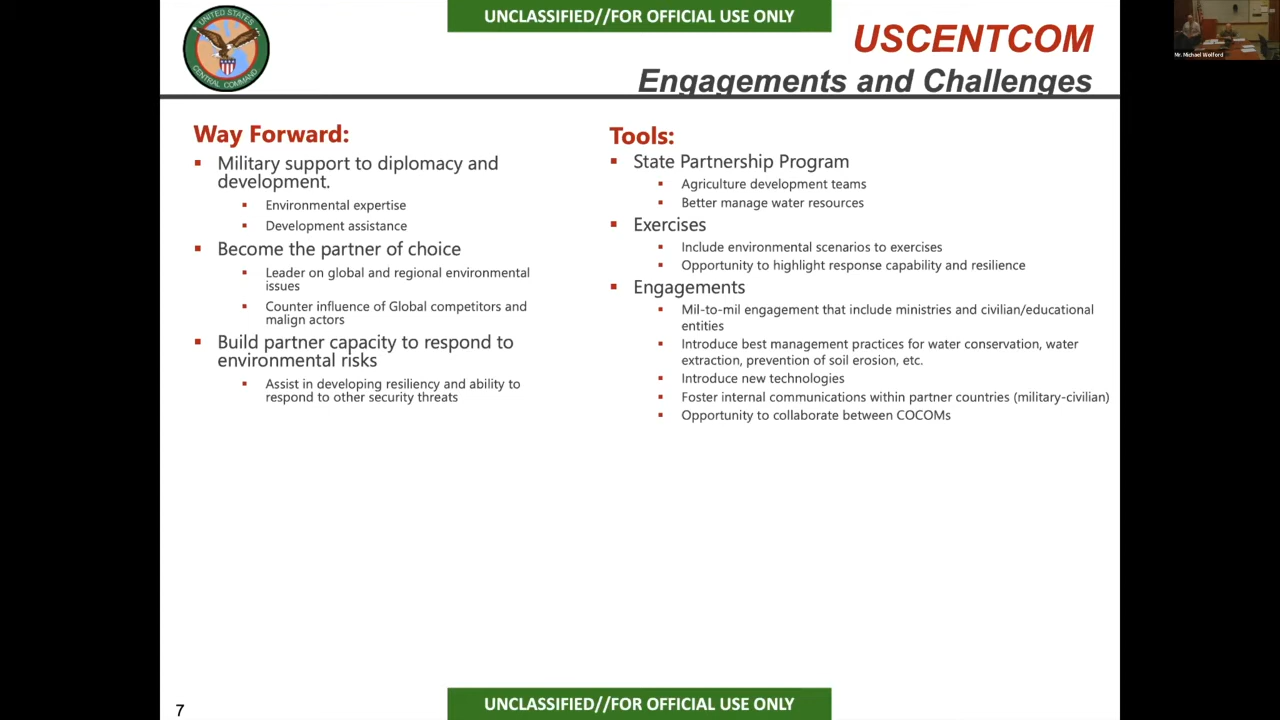 UNCLASSIFIED//FOR OFFICIAL USE ONLY
UNITED STATES
CENTRAL COMMAND
USCENTCOM
Engagements and Challenges
Mr. Michael Wolford
Way Forward:
Military support to diplomacy and
development.
Environmental expertise
Development assistance
Become the partner of choice
Leader on global and regional environmental
issues
Counter influence of Global competitors and
malign actors
Build partner capacity to respond to
environmental risks
Assist in developing resiliency and ability to
respond to other security threats
Tools:
State Partnership Program
Agriculture development teams
Better manage water resources
Exercises
Include environmental scenarios to exercises
Opportunity to highlight response capability and resilience
Engagements
Mil-to-mil engagement that include ministries and civilian/educational
entities
Introduce best management practices for water conservation, water
extraction, prevention of soil erosion, etc.
Introduce new technologies
Foster internal communications within partner countries (military-civilian)
Opportunity to collaborate between COCOMs
UNCLASSIFIED//FOR OFFICIAL USE ONLY
7